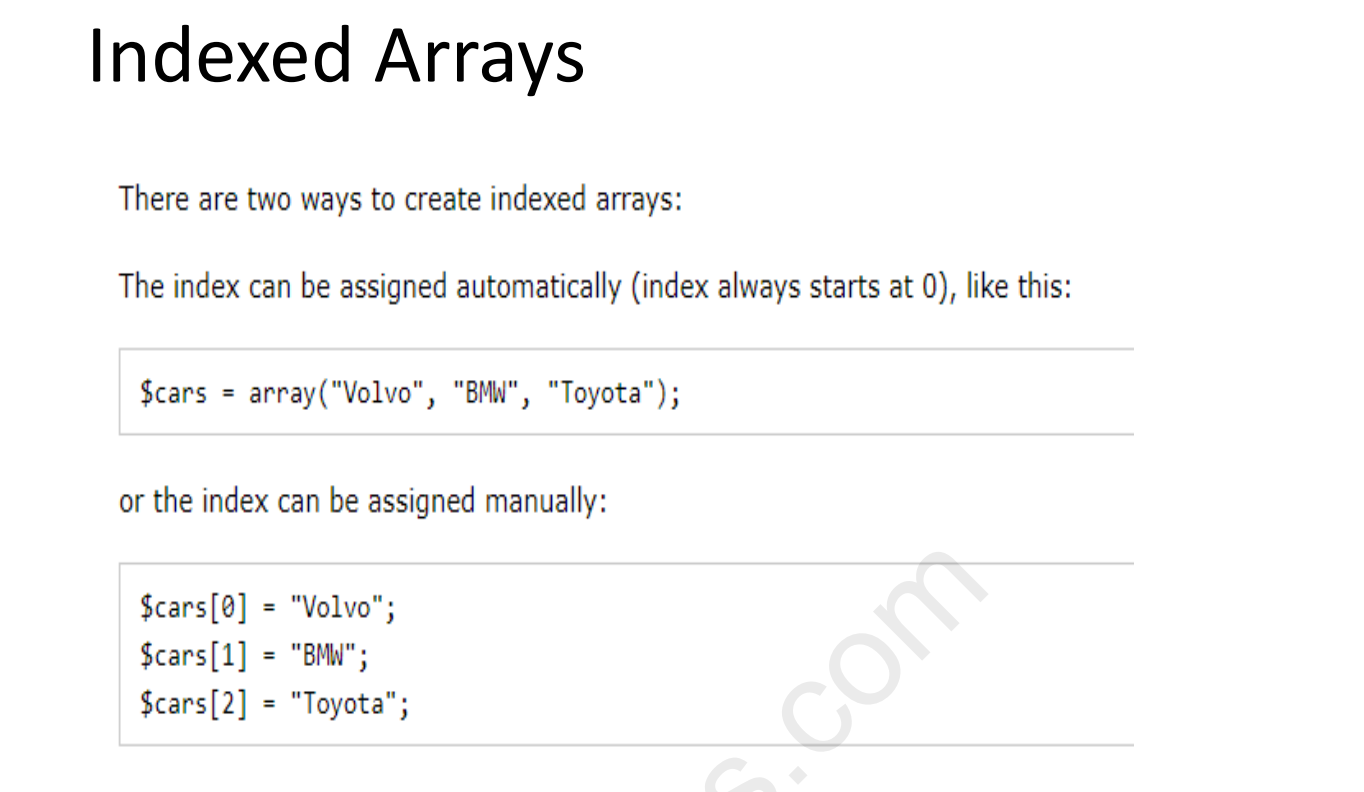 Indexed Arrays
There are two ways to create indexed arrays:
The index can be assigned automatically (index always starts at 0), like this:
$cars = array("Volvo", "BMW", "Toyota");
or the index can be assigned manually:
$cars[0] = "Volvo";
$cars[1] = "BMW";
$cars[2] = "Toyota";
s.com